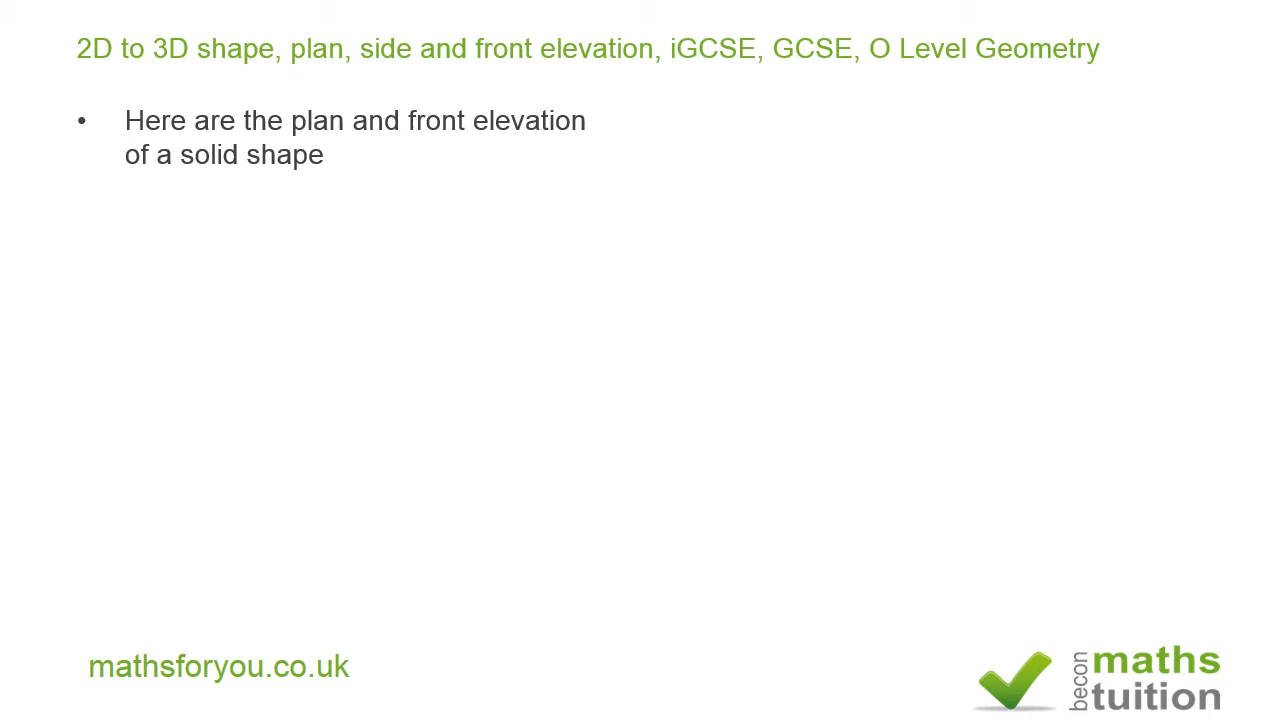 2D to 3D shape, plan, side and front elevation, iGCSE, GCSE, O Level Geometry
• Here are the plan and front elevation
of a solid shape
mathsforyou.co.uk
becon
maths
tuition